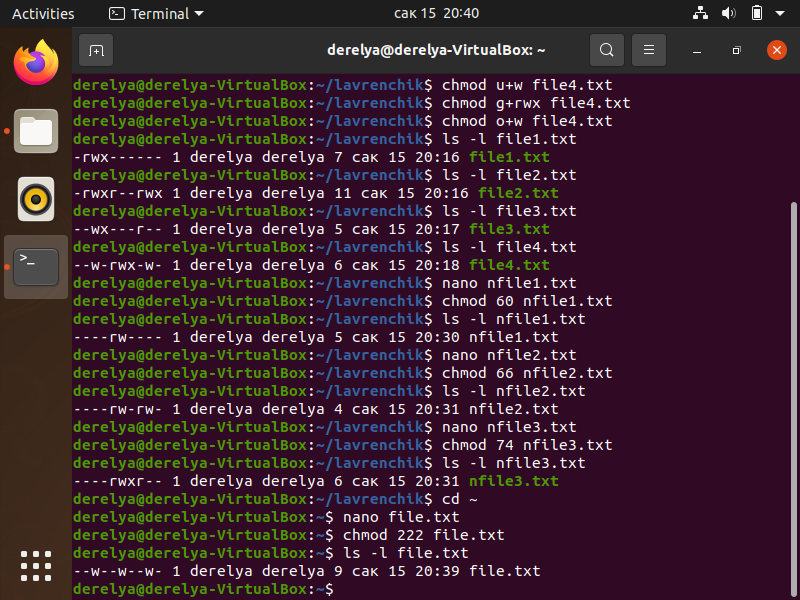 Activities Terminal сак 15 20:40
derelya@derelya-VirtualBox: ~
derelya@derelya-VirtualBox:~/lavrenchik$ chmod u+w file4.txt
derelya@derelya-VirtualBox:~/lavrenchik$ chmod g+rwx file4.txt
derelya@derelya-VirtualBox:~/lavrenchik$ chmod o+w file4.txt
derelya@derelya-VirtualBox:~/lavrenchik$ ls -l file1.txt
-rwx------ 1 derelya derelya 7 сак 15 20:16 file1.txt
derelya@derelya-VirtualBox:~/lavrenchik$ ls -l file2.txt
-rwxr--rwx 1 derelya derelya 11 сак 15 20:16 file2.txt
derelya@derelya-VirtualBox:~/lavrenchik$ ls -l file3.txt
--wx---r-- 1 derelya derelya 5 сак 15 20:17 file3.txt
derelya@derelya-VirtualBox:~/lavrenchik$ ls -l file4.txt
--w-rwx-w- 1 derelya derelya 6 сак 15 20:18 file4.txt
derelya@derelya-VirtualBox:~/lavrenchik$ nano nfile1.txt
derelya@derelya-VirtualBox:~/lavrenchik$ chmod 60 nfile1.txt
derelya@derelya-VirtualBox:~/lavrenchik$ ls -l nfile1.txt
----rw---- 1 derelya derelya 5 сак 15 20:30 nfile1.txt
derelya@derelya-VirtualBox:~/lavrenchik$ nano nfile2.txt
derelya@derelya-VirtualBox:~/lavrenchik$ chmod 66 nfile2.txt
derelya@derelya-VirtualBox:~/lavrenchik$ ls -l nfile2.txt
----rw-rw- 1 derelya derelya 4 сак 15 20:31 nfile2.txt
derelya@derelya-VirtualBox:~/lavrenchik$ nano nfile3.txt
derelya@derelya-VirtualBox:~/lavrenchik$ chmod 74 nfile3.txt
derelya@derelya-VirtualBox:~/lavrenchik$ ls -l nfile3.txt
----rwxr-- 1 derelya derelya 6 сак 15 20:31 nfile3.txt
derelya@derelya-VirtualBox:~/lavrenchik$ cd ~
derelya@derelya-VirtualBox:~$ nano file.txt
derelya@derelya-VirtualBox:~$ chmod 222 file.txt
derelya@derelya-VirtualBox:~$ ls -l file.txt
--w--w--w- 1 derelya derelya 9 сак 15 20:39 file.txt
derelya@derelya-VirtualBox:~$